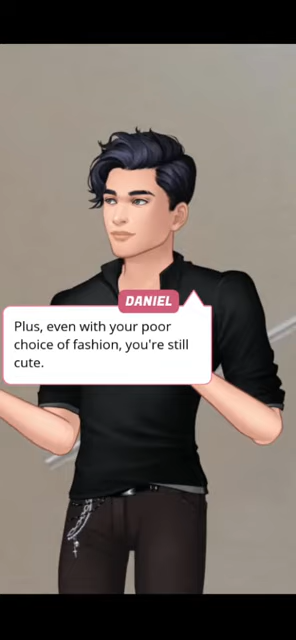 DANIEL
Plus, even with your poor
choice of fashion, you're still
cute.